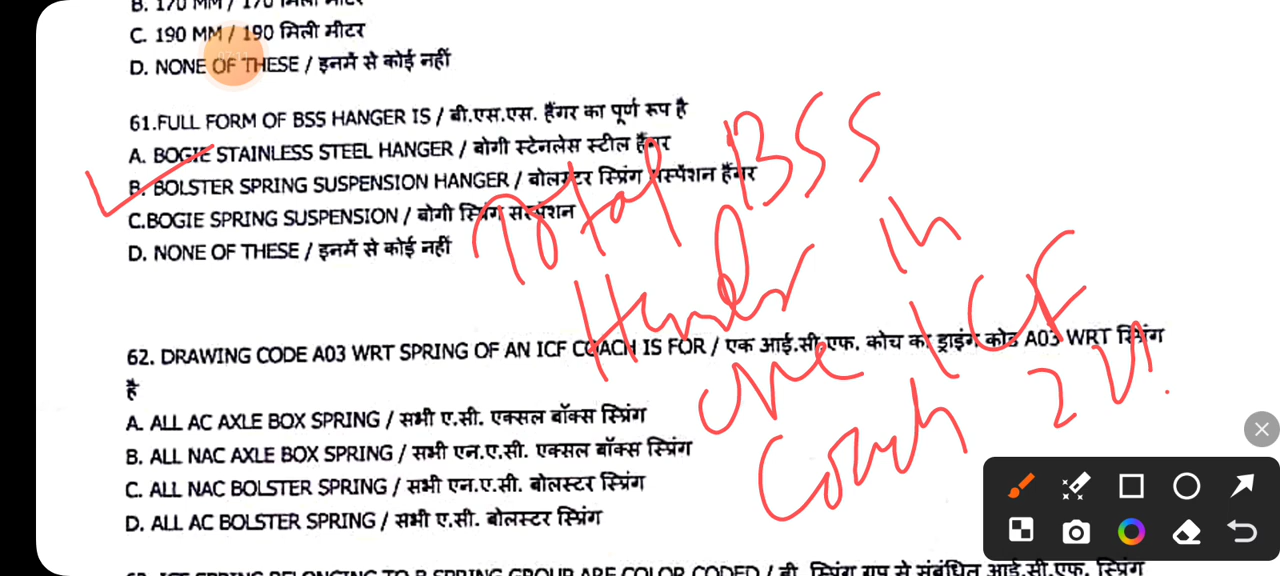 B. 170 MM / 170 मिली मीटर
C. 190 MM / 190 मिली मीटर
D. NONE OF THESE / इनमें से कोई नहीं
61.FULL FORM OF BSS HANGER IS / बी.एस.एस. हैंगर का पूर्ण रूप है
A. BOGIE STAINLESS STEEL HANGER / बोगी स्टेनलेस स्टील हैंगर
B. BOLSTER SPRING SUSPENSION HANGER / बोलस्टर स्प्रिंग सस्पेंशन हैंगर
C.BOGIE SPRING SUSPENSION / बोगी स्प्रिंग सस्पेंशन
D. NONE OF THESE / इनमें से कोई नहीं
Total BSS
in
one ICF
Coach
62. DRAWING CODE A03 WRT SPRING OF AN ICF COACH IS FOR / एक आई.सी.एफ. कोच का ड्राइंग कोड A03 WRT स्प्रिंग
है
A. ALL AC AXLE BOX SPRING / सभी ए.सी. एक्सल बॉक्स स्प्रिंग
B. ALL NAC AXLE BOX SPRING / सभी एन.ए.सी. एक्सल बॉक्स स्प्रिंग
C. ALL NAC BOLSTER SPRING / सभी एन.ए.सी. बोलस्टर स्प्रिंग
D. ALL AC BOLSTER SPRING / सभी ए.सी. बोलस्टर स्प्रिंग